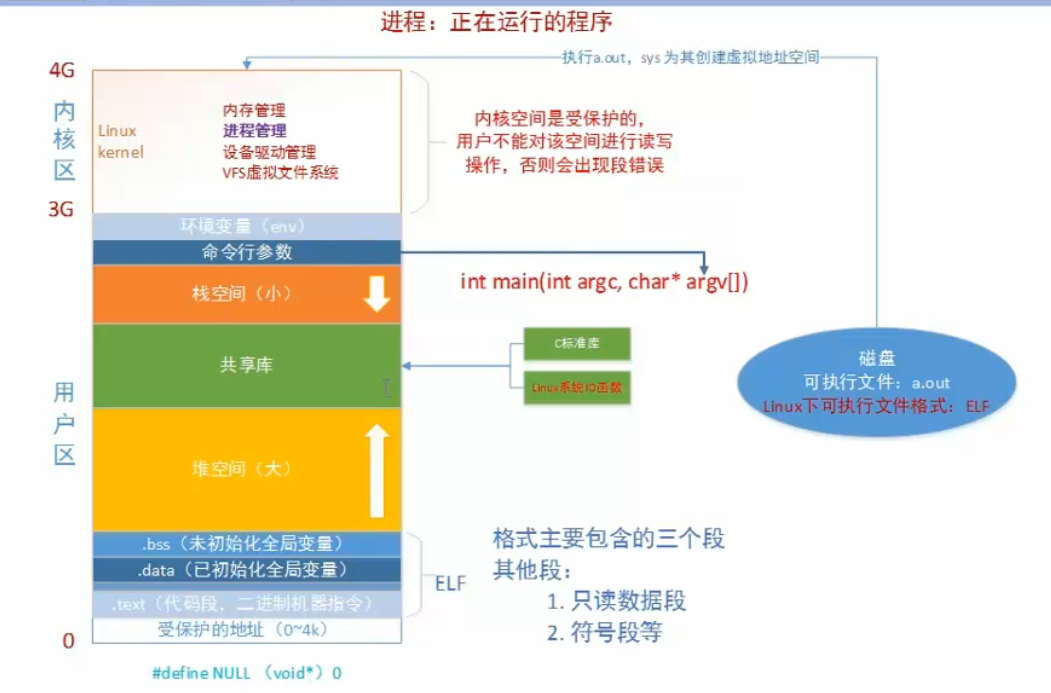 进程：正在运行的程序
执行a.out，sys 为其创建虚拟地址空间
4G
内核区
Linux
kernel
内存管理
进程管理
设备驱动管理
VFS虚拟文件系统
内核空间是受保护的，
用户不能对该空间进行读写
操作，否则会出现段错误
3G
环境变量（env）
命令行参数
int main(int argc, char* argv[])
栈空间（小）
共享库
C标准库
Linux系统IO函数
磁盘
可执行文件：a.out
Linux下可执行文件格式：ELF
用户区
堆空间（大）
.bss（未初始化全局变量）
.data（已初始化全局变量）
.text（代码段，二进制机器指令）
受保护的地址（0~4k）
ELF
格式主要包含的三个段
其他段：
1. 只读数据段
2. 符号段等
0
#define NULL （void*）0